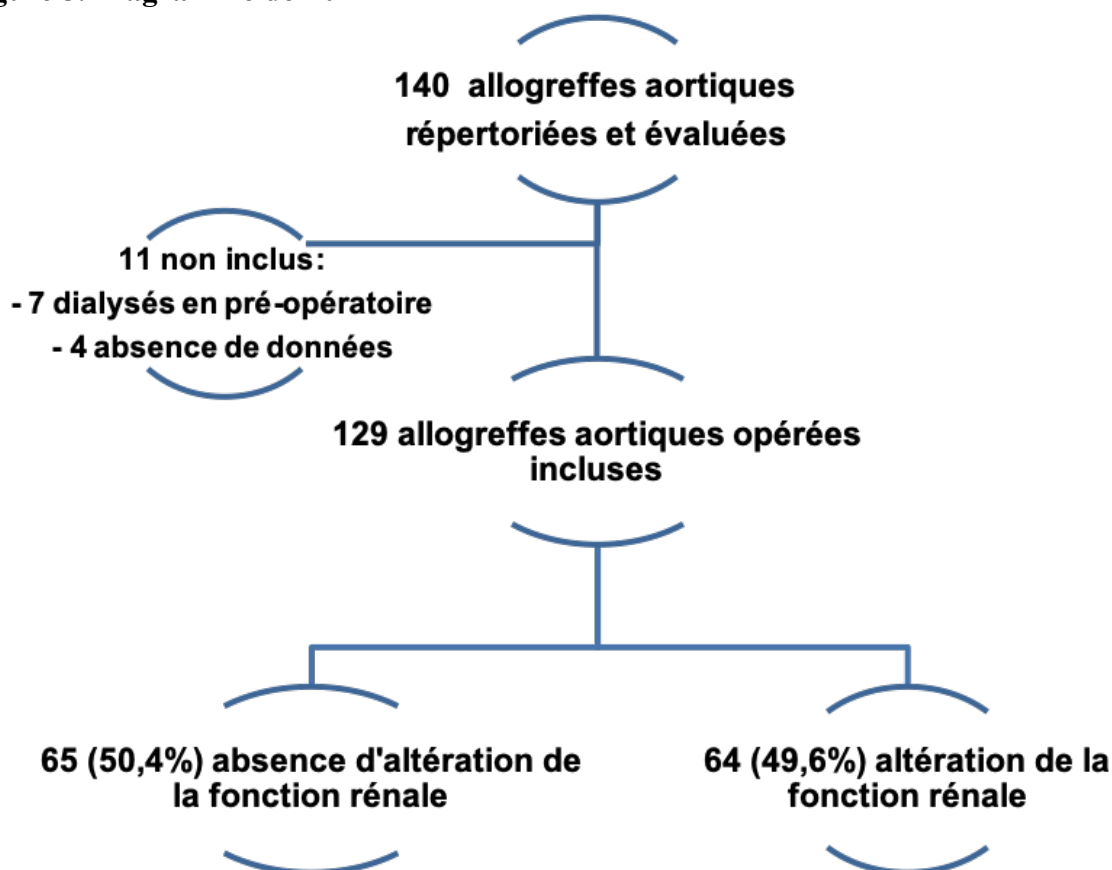 140 allogreffes aortiques
répertoriées et évaluées
11 non inclus:
- 7 dialysés en pré-opératoire
- 4 absence de données
129 allogreffes aortiques opérées
incluses
65 (50,4%) absence d'altération de
la fonction rénale
64 (49,6%) altération de la
fonction rénale